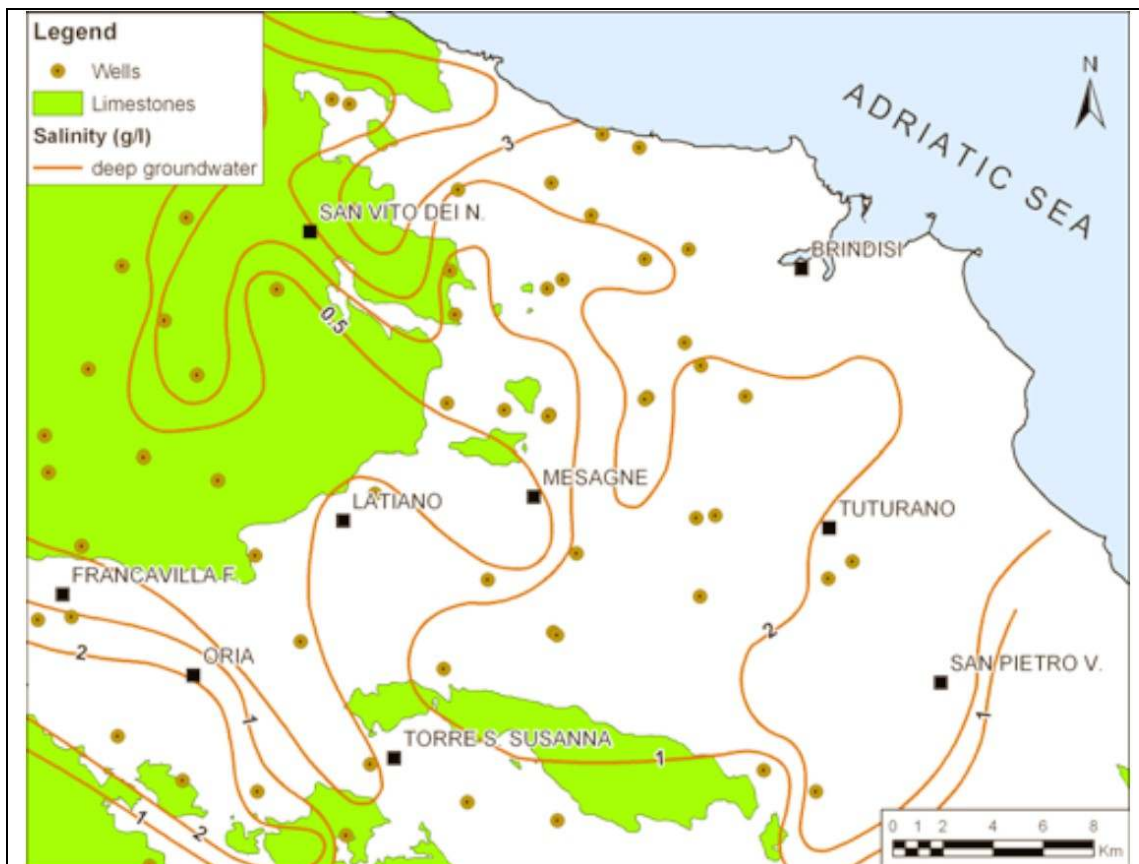 Legend
Wells
Limestones
Salinity (g/l)
deep groundwater
N
ADRIATIC SEA
3
SAN VITO DEI N.
BRINDISI
0.5
MESAGNE
LATIANO
TUTURANO
FRANCAVILLA F.
2
2
ORIA
SAN PIETRO V.
1
1
TORRE S. SUSANNA
1
1
2
0 1 2 4 6 8
Km